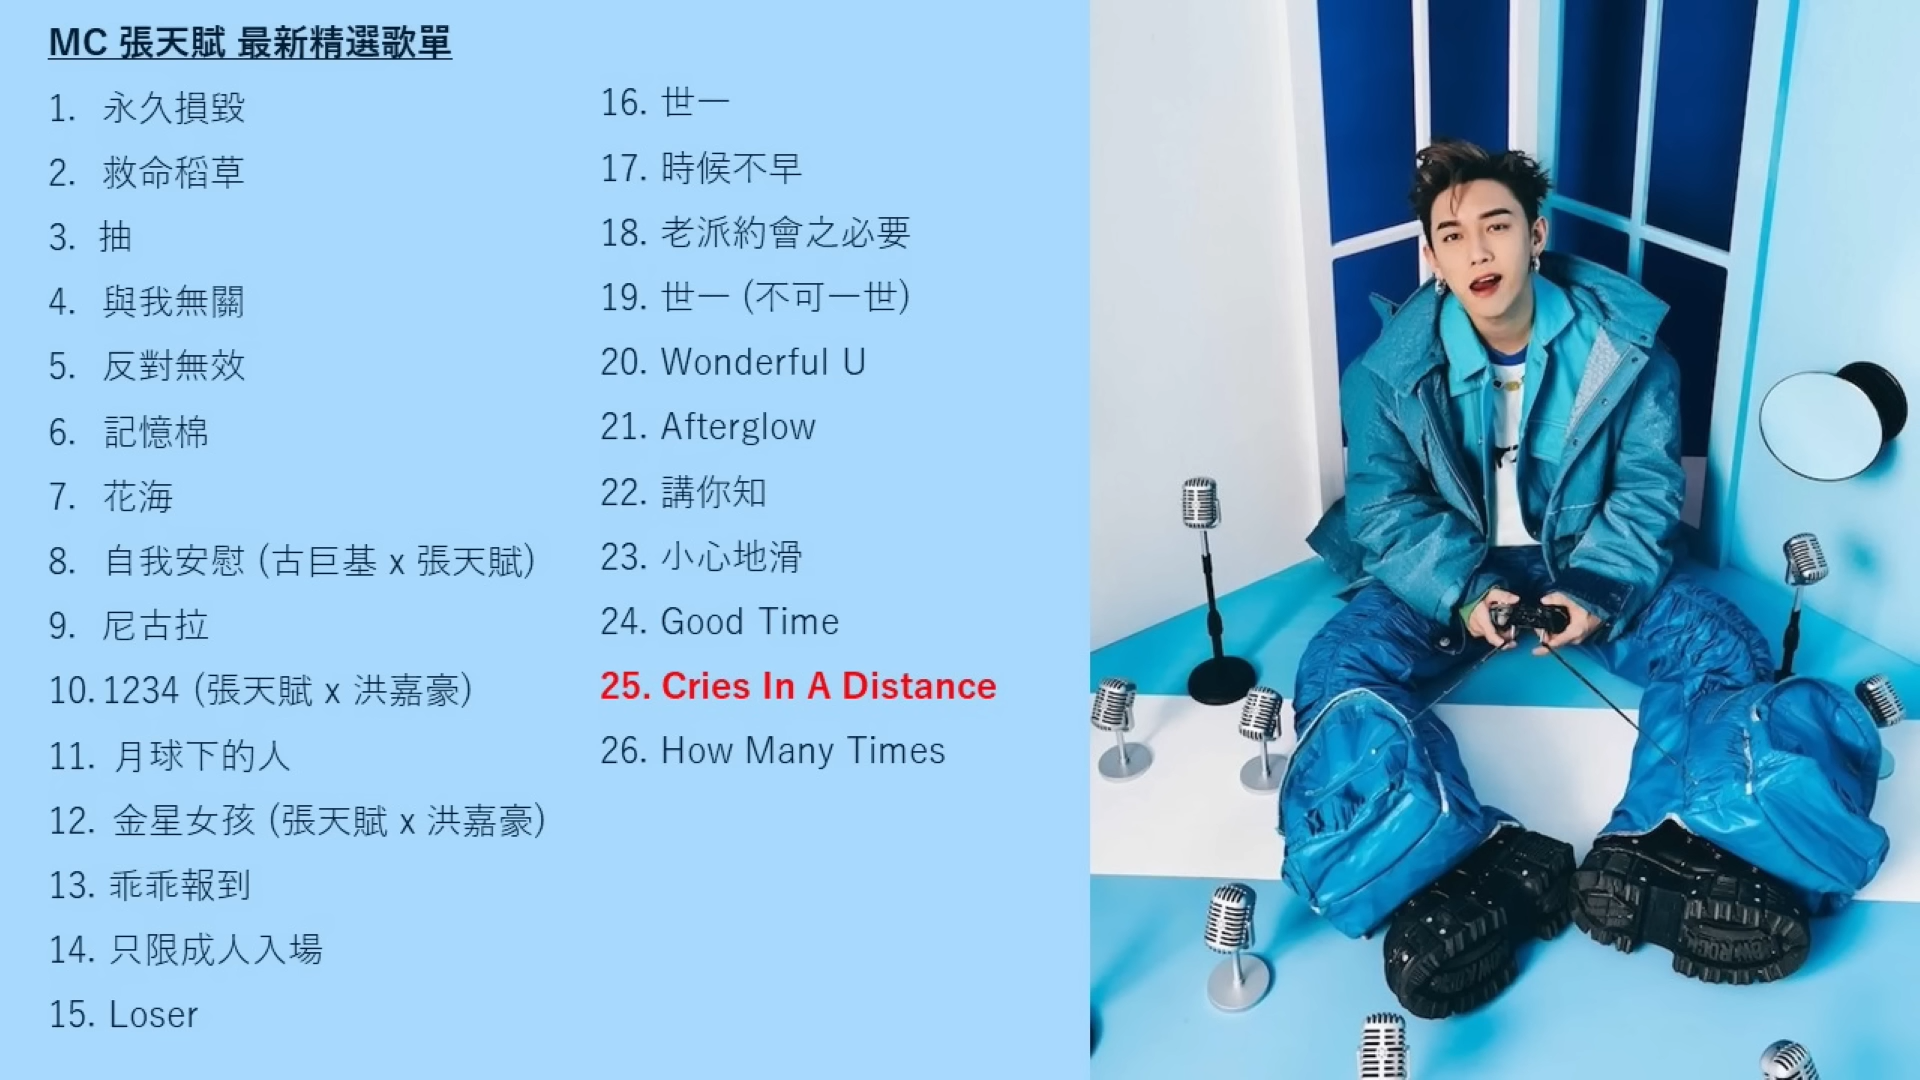 MC 張天賦 最新精選歌單
1. 永久損毀
2. 救命稻草
3. 抽
4. 與我無關
5. 反對無效
6. 記憶棉
7. 花海
8. 自我安慰 (古巨基 x 張天賦)
9. 尼古拉
10. 1234 (張天賦 x 洪嘉豪)
11. 月球下的人
12. 金星女孩 (張天賦 x 洪嘉豪)
13. 乖乖報到
14. 只限成人入場
15. Loser
16. 世一
17. 時候不早
18. 老派約會之必要
19. 世一 (不可一世)
20. Wonderful U
21. Afterglow
22. 講你知
23. 小心地滑
24. Good Time
25. Cries In A Distance
26. How Many Times